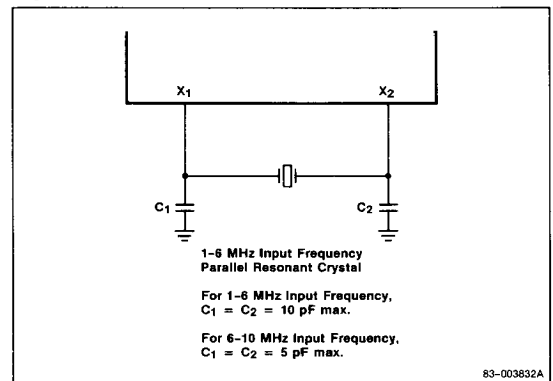 X1 X2
C1 C2
1-6 MHz Input Frequency
Parallel Resonant Crystal
For 1-6 MHz Input Frequency,
C1 = C2 = 10 pF max.
For 6-10 MHz Input Frequency,
C1 = C2 = 5 pF max.
83-003832A